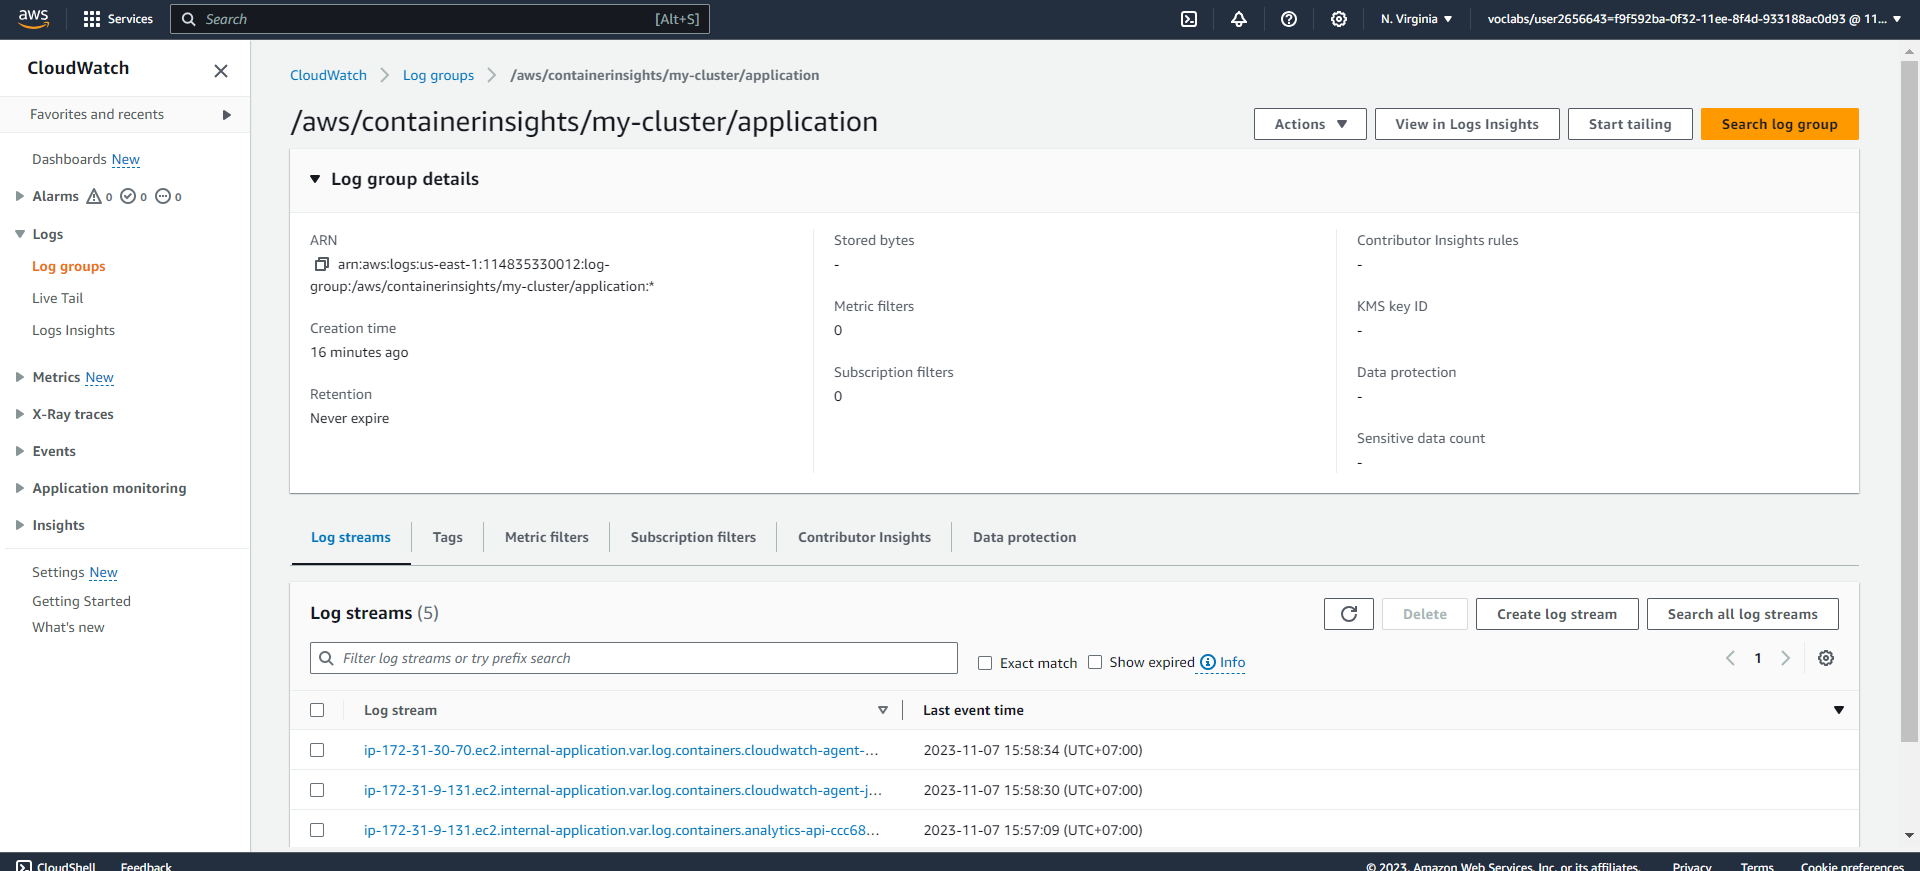 aws Services Search [Alt+S] N. Virginia ▼ voclabs/user2656643=f9f592ba-0f32-11ee-8f4d-933188ac0d93 @ 11... ▼
CloudWatch
Favorites and recents
Dashboards New
Alarms 0 0 0
Logs
Log groups
Live Tail
Logs Insights
Metrics New
X-Ray traces
Events
Application monitoring
Insights
Settings New
Getting Started
What's new
CloudWatch > Log groups > /aws/containerinsights/my-cluster/application
/aws/containerinsights/my-cluster/application
Actions ▼ View in Logs Insights Start tailing Search log group
Log group details
ARN
arn:aws:logs:us-east-1:114835330012:log-
group:/aws/containerinsights/my-cluster/application:*
Creation time
16 minutes ago
Retention
Never expire
Stored bytes
-
Metric filters
0
Subscription filters
0
Contributor Insights rules
-
KMS key ID
-
Data protection
-
Sensitive data count
-
Log streams Tags Metric filters Subscription filters Contributor Insights Data protection
Log streams (5)
Delete Create log stream Search all log streams
Filter log streams or try prefix search
Exact match Show expired Info
1
Log stream Last event time
ip-172-31-30-70.ec2.internal-application.var.log.containers.cloudwatch-agent-... 2023-11-07 15:58:34 (UTC+07:00)
ip-172-31-9-131.ec2.internal-application.var.log.containers.cloudwatch-agent-j... 2023-11-07 15:58:30 (UTC+07:00)
ip-172-31-9-131.ec2.internal-application.var.log.containers.analytics-api-ccc68... 2023-11-07 15:57:09 (UTC+07:00)
CloudShell Feedback © 2023, Amazon Web Services, Inc. or its affiliates. Privacy Terms Cookie preferences